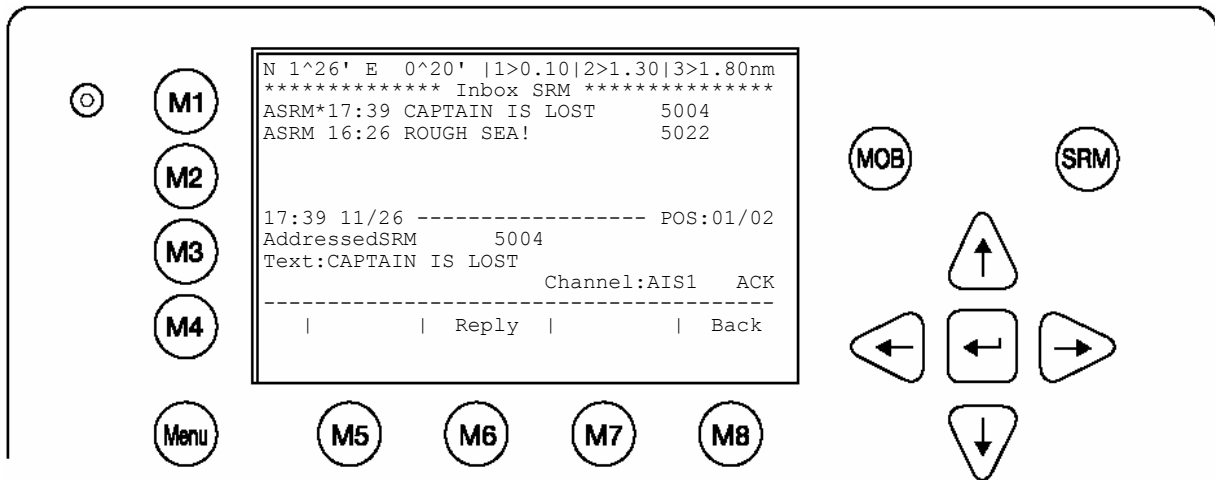 N 1^26' E  0^20' |1>0.10|2>1.30|3>1.80nm
************** Inbox SRM ***************
ASRM*17:39 CAPTAIN IS LOST     5004
ASRM 16:26 ROUGH SEA!          5022
17:39 11/26 ------------------ POS:01/02
AddressedSRM      5004
Text:CAPTAIN IS LOST
Channel:AIS1   ACK
----------------------------------------
|        | Reply |         | Back
M1
M2
M3
M4
MOB
SRM
Menu
M5
M6
M7
M8